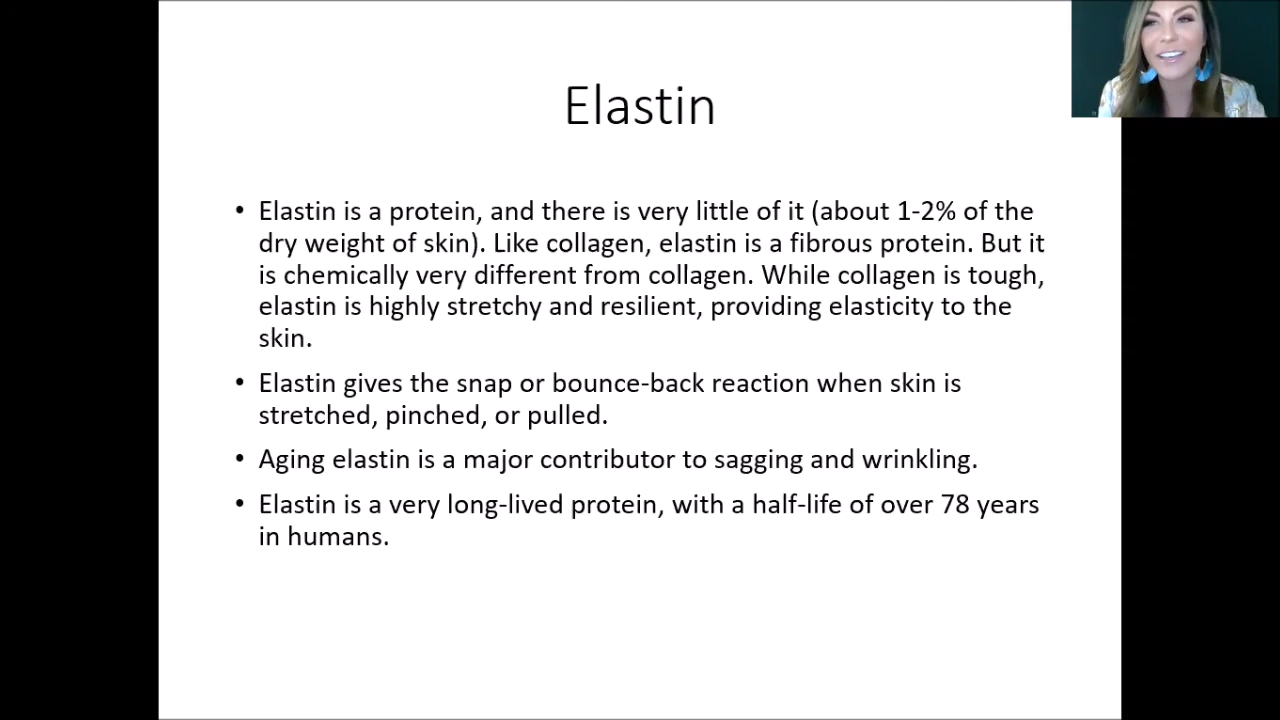 Elastin
• Elastin is a protein, and there is very little of it (about 1-2% of the
dry weight of skin). Like collagen, elastin is a fibrous protein. But it
is chemically very different from collagen. While collagen is tough,
elastin is highly stretchy and resilient, providing elasticity to the
skin.
• Elastin gives the snap or bounce-back reaction when skin is
stretched, pinched, or pulled.
• Aging elastin is a major contributor to sagging and wrinkling.
• Elastin is a very long-lived protein, with a half-life of over 78 years
in humans.